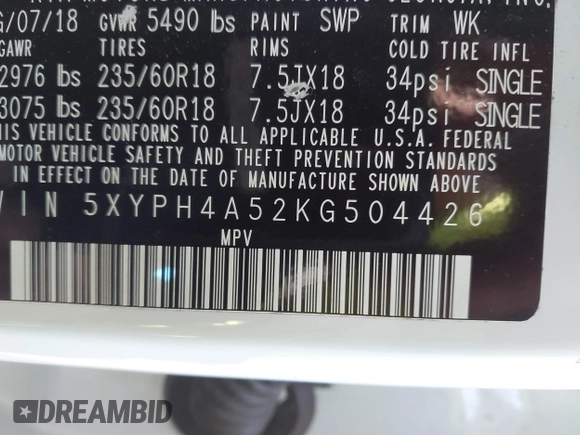 G/07/18 GVWR 5490 lbs PAINT SWP TRIM WK
GAWR TIRES RIMS COLD TIRE INFL
2976 lbs 235/60R18 7.5JX18 34psi SINGLE
3075 lbs 235/60R18 7.5JX18 34psi SINGLE
THIS VEHICLE CONFORMS TO ALL APPLICABLE U.S.A. FEDERAL
MOTOR VEHICLE SAFETY AND THEFT PREVENTION STANDARDS
IN EFFECT ON THE DATE OF MANUFACTURE SHOWN ABOVE
VIN 5XYPH4A52KG504426
MPV
DREAMBID